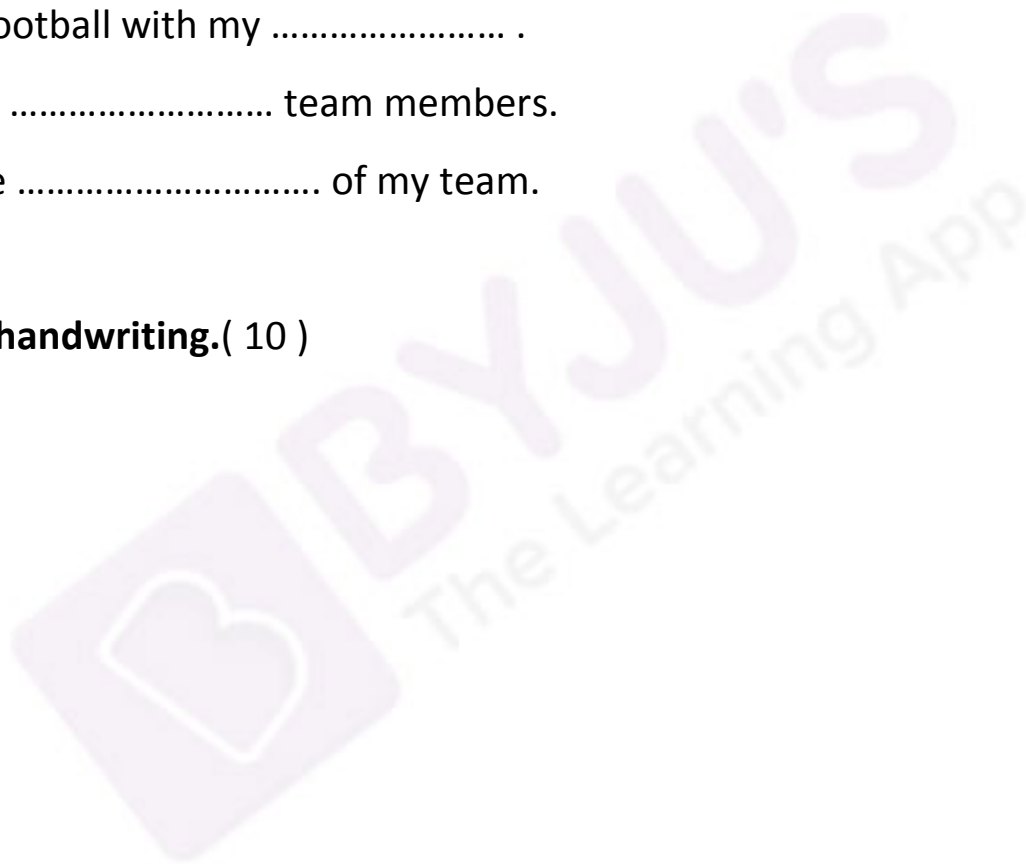 ootball with my …………………… .
……………………… team members.
e …………………………. of my team.
handwriting.( 10 )
BYJU'S
The Learning App